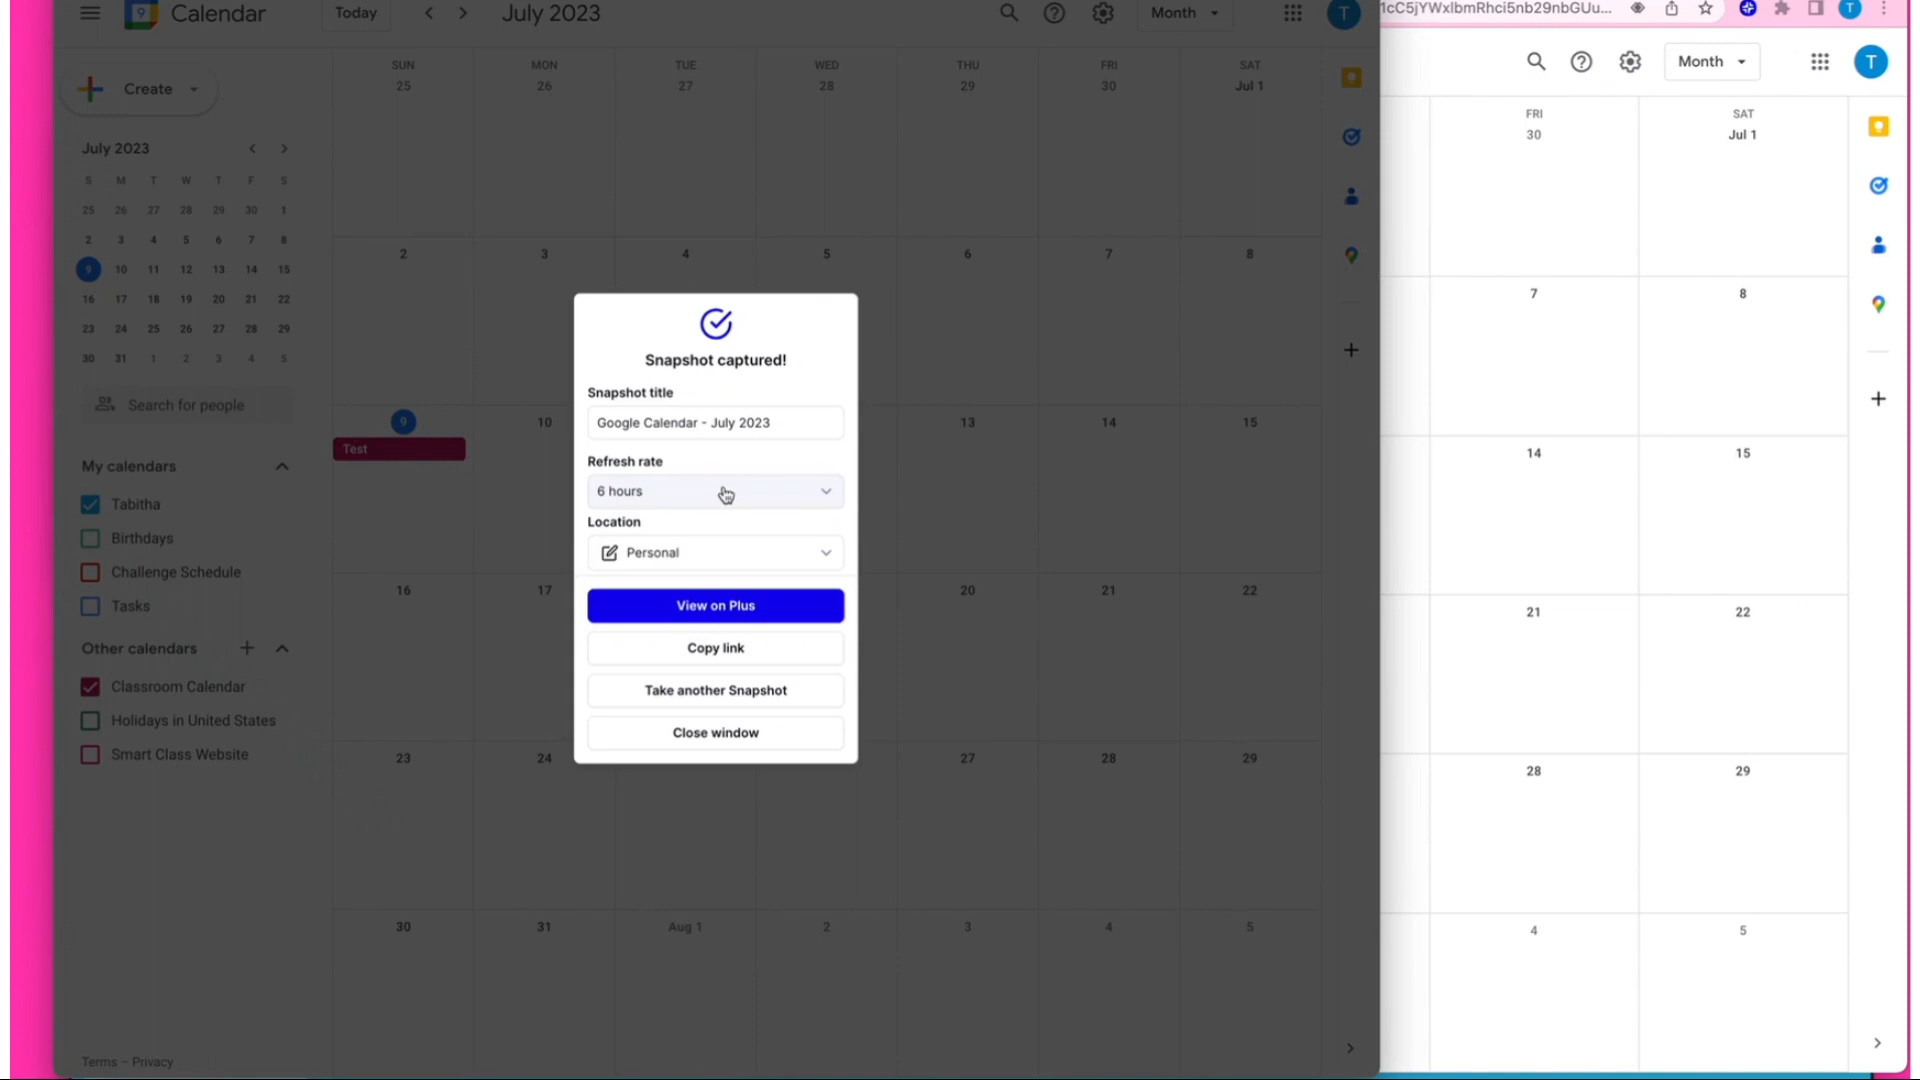 9 Calendar Today July 2023 Month T
1cC5jYWxlbmRhci5nb29nbGUu... T
Month T
Create
July 2023
S M T W T F S
25 26 27 28 29 30 1
2 3 4 5 6 7 8
9 10 11 12 13 14 15
16 17 18 19 20 21 22
23 24 25 26 27 28 29
30 31 1 2 3 4 5
Search for people
My calendars
Tabitha
Birthdays
Challenge Schedule
Tasks
Other calendars
Classroom Calendar
Holidays in United States
Smart Class Website
Terms – Privacy
SUN MON TUE WED THU FRI SAT
25 26 27 28 29 30 Jul 1
2 3 4 5 6 7 8
9 10 13 14 15
Test
16 17 20 21 22
23 24 27 28 29
30 31 Aug 1 2 3 4 5
Snapshot captured!
Snapshot title
Google Calendar - July 2023
Refresh rate
6 hours
Location
Personal
View on Plus
Copy link
Take another Snapshot
Close window
FRI SAT
30 Jul 1
7 8
14 15
21 22
28 29
4 5